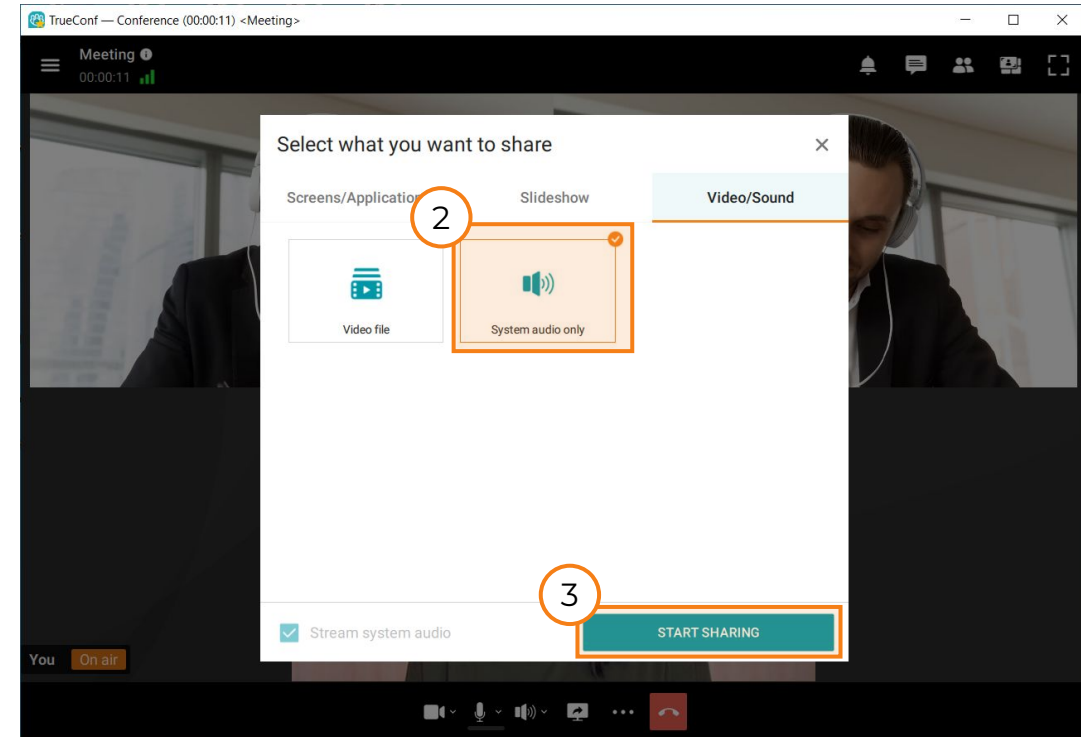 TrueConf — Conference (00:00:11) <Meeting>
Meeting
00:00:11
Select what you want to share
Screens/Application Slideshow Video/Sound
2
Video file System audio only
3
Stream system audio START SHARING
You On air